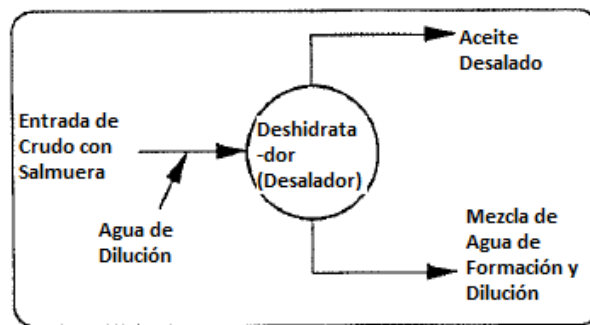 Entrada de
Crudo con
Salmuera
Agua de
Dilución
Deshidrata
-dor
(Desalador)
Aceite
Desalado
Mezcla de
Agua de
Formación y
Dilución